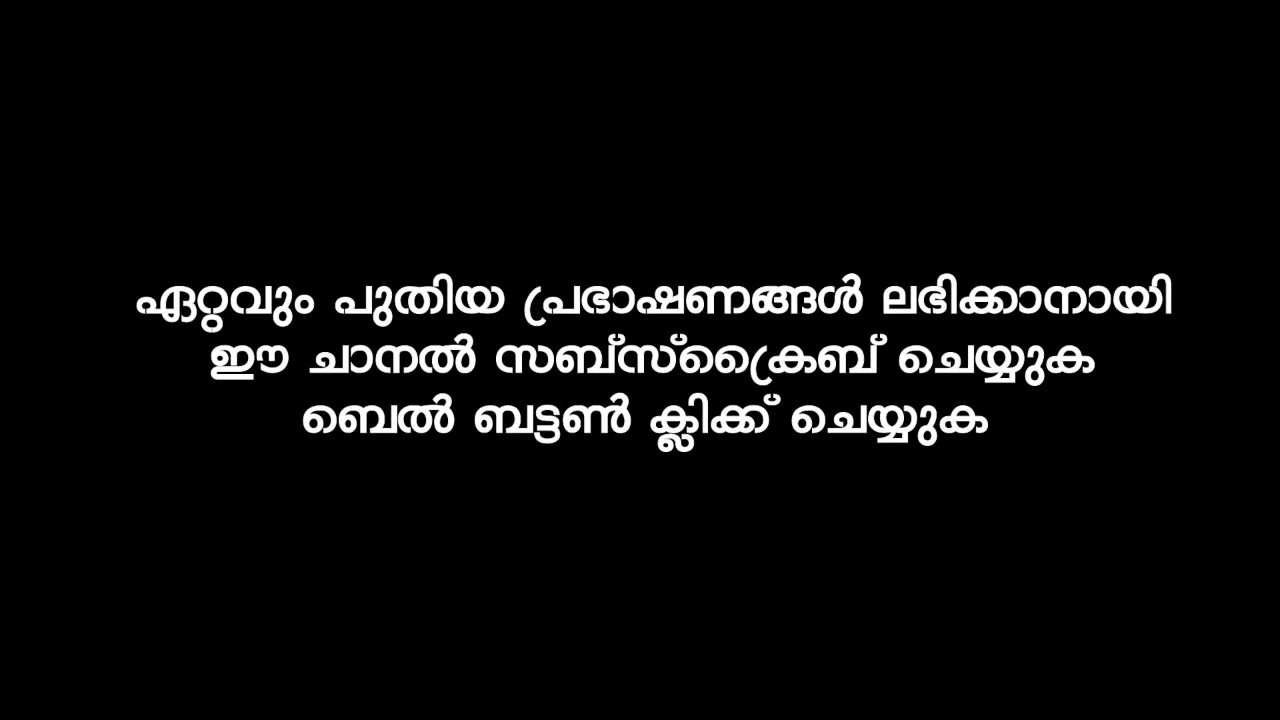 ഏറ്റവും പുതിയ പ്രഭാഷണങ്ങൾ ലഭിക്കാനായി
ഈ ചാനൽ സബ്സ്ക്രൈബ് ചെയ്യുക
ബെൽ ബട്ടൺ ക്ലിക്ക് ചെയ്യുക